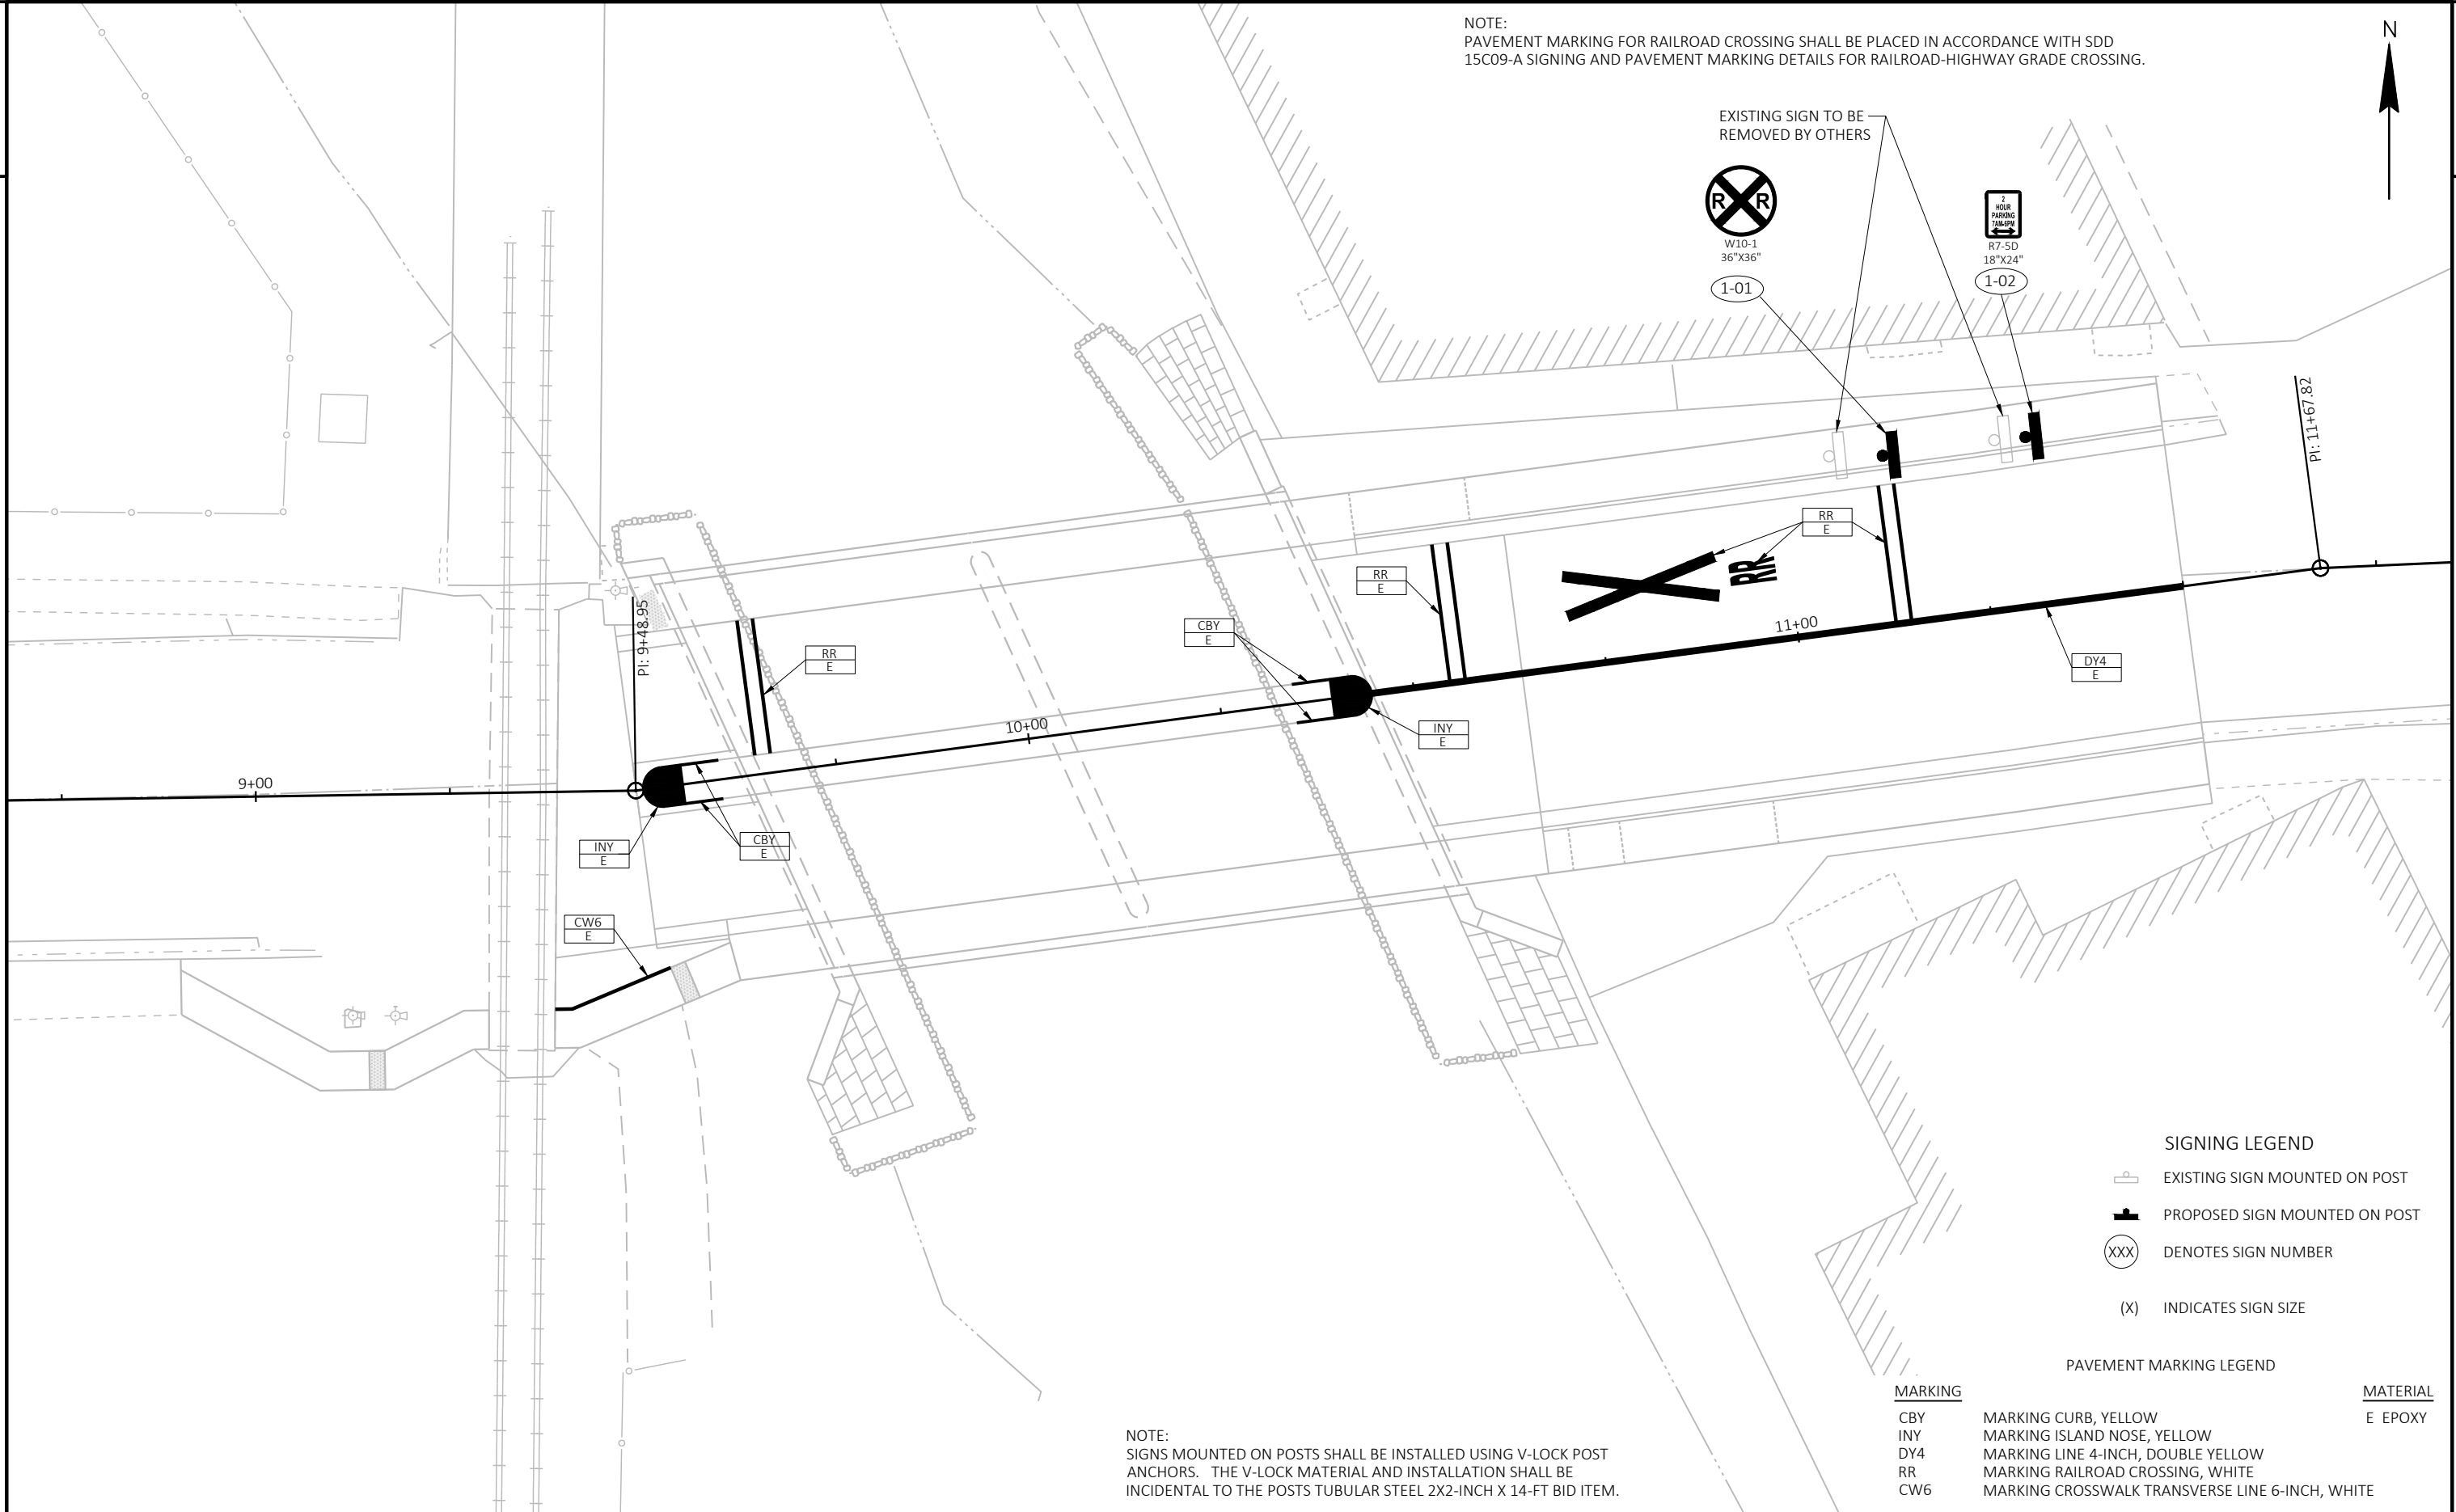 NOTE:
PAVEMENT MARKING FOR RAILROAD CROSSING SHALL BE PLACED IN ACCORDANCE WITH SDD
15C09-A SIGNING AND PAVEMENT MARKING DETAILS FOR RAILROAD-HIGHWAY GRADE CROSSING.
N
EXISTING SIGN TO BE
REMOVED BY OTHERS
R R
W10-1
36"X36"
1-01
2
HOUR
PARKING
7AM-6PM
R7-5D
18"X24"
1-02
PI: 11+67.82
RR
E
RR
RR
E
CBY
E
PI: 9+48.95
RR
E
11+00
DY4
E
10+00
INY
E
9+00
INY
E
CBY
E
CW6
E
SIGNING LEGEND
EXISTING SIGN MOUNTED ON POST
PROPOSED SIGN MOUNTED ON POST
XXX DENOTES SIGN NUMBER
(X) INDICATES SIGN SIZE
PAVEMENT MARKING LEGEND
MARKING MATERIAL
CBY MARKING CURB, YELLOW E EPOXY
INY MARKING ISLAND NOSE, YELLOW
DY4 MARKING LINE 4-INCH, DOUBLE YELLOW
RR MARKING RAILROAD CROSSING, WHITE
CW6 MARKING CROSSWALK TRANSVERSE LINE 6-INCH, WHITE
NOTE:
SIGNS MOUNTED ON POSTS SHALL BE INSTALLED USING V-LOCK POST
ANCHORS. THE V-LOCK MATERIAL AND INSTALLATION SHALL BE
INCIDENTAL TO THE POSTS TUBULAR STEEL 2X2-INCH X 14-FT BID ITEM.